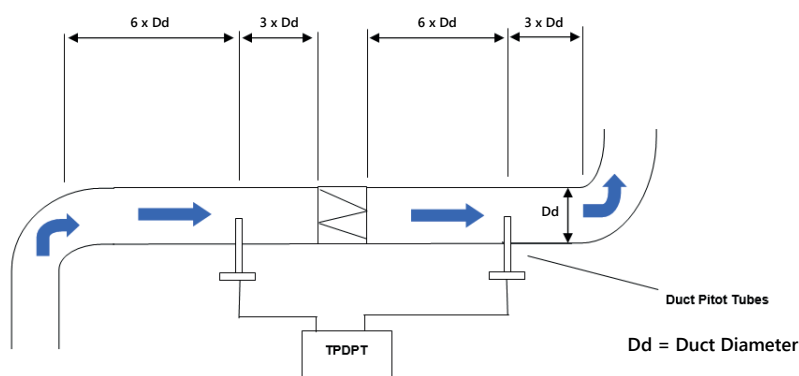 6 x Dd
3 x Dd
6 x Dd
3 x Dd
Dd
Duct Pitot Tubes
TPDPT
Dd = Duct Diameter